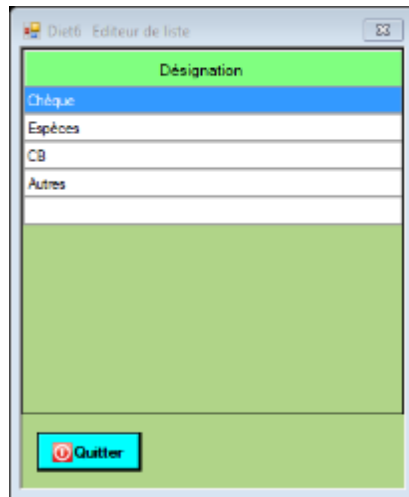 Diet6 Editeur de liste
Désignation
Chèque
Espèces
CB
Autres
Quitter